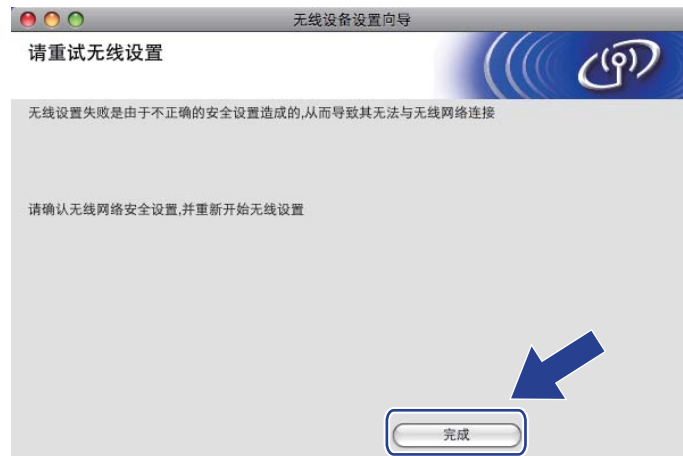 无线设备设置向导
请重试无线设置
无线设置失败是由于不正确的安全设置造成的,从而导致其无法与无线网络连接
请确认无线网络安全设置,并重新开始无线设置
完成